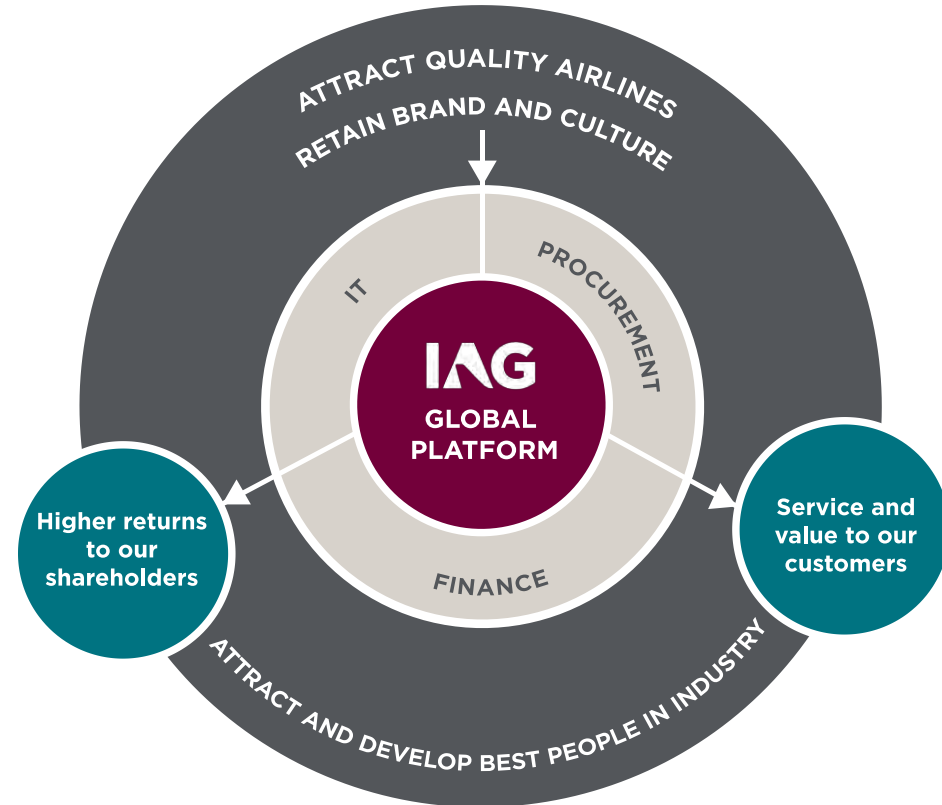 ATTRACT QUALITY AIRLINES
RETAIN BRAND AND CULTURE
IT
PROCUREMENT
IAG
GLOBAL
PLATFORM
FINANCE
Higher returns
to our
shareholders
Service and
value to our
customers
ATTRACT AND DEVELOP BEST PEOPLE IN INDUSTRY